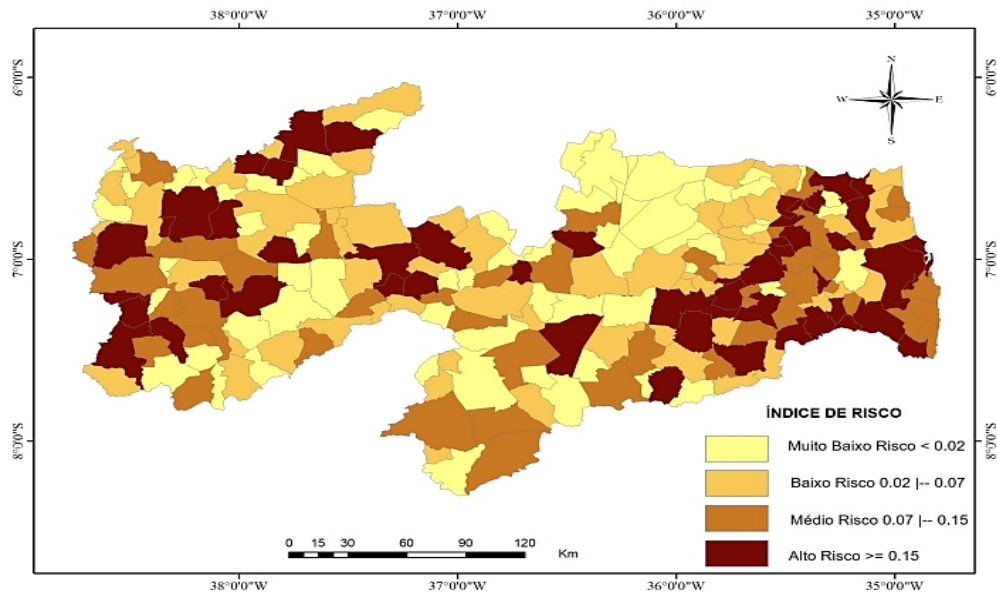 38°0'0"W 37°0'0"W 36°0'0"W 35°0'0"W
6°0'0"S 6°0'0"S
N
W E
S
7°0'0"S 7°0'0"S
8°0'0"S 8°0'0"S
ÍNDICE DE RISCO
Muito Baixo Risco < 0.02
Baixo Risco 0.02 |-- 0.07
Médio Risco 0.07 |-- 0.15
Alto Risco >= 0.15
0 15 30 60 90 120
Km
38°0'0"W 37°0'0"W 36°0'0"W 35°0'0"W